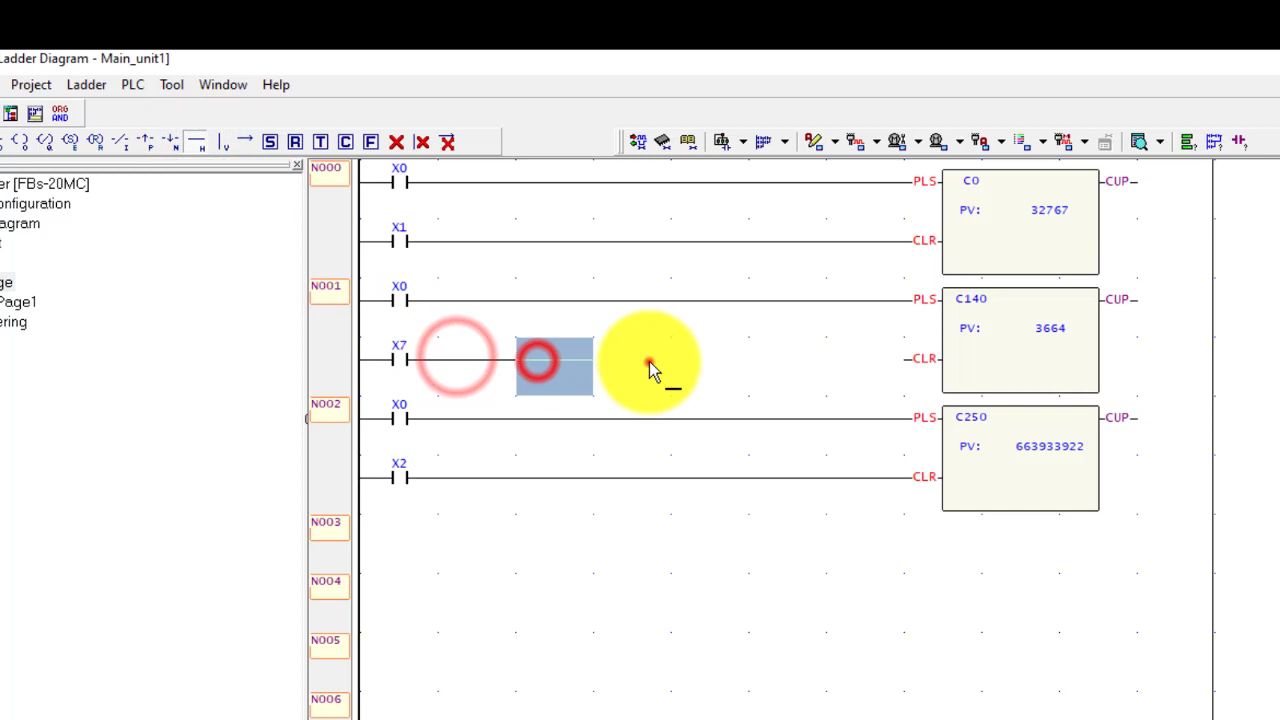 Ladder Diagram - Main_unit1]
Project Ladder PLC Tool Window Help
ORG
AND
E Q E E I P N H V S R T C F
er [FBs-20MC]
onfiguration
agram
t
ge
Page1
ering
N000 X0 PLS C0 CUP
PV: 32767
X1 CLR
N001 X0 PLS C140 CUP
PV: 3664
X7 CLR
N002 X0 PLS C250 CUP
PV: 663933922
X2 CLR
N003
N004
N005
N006